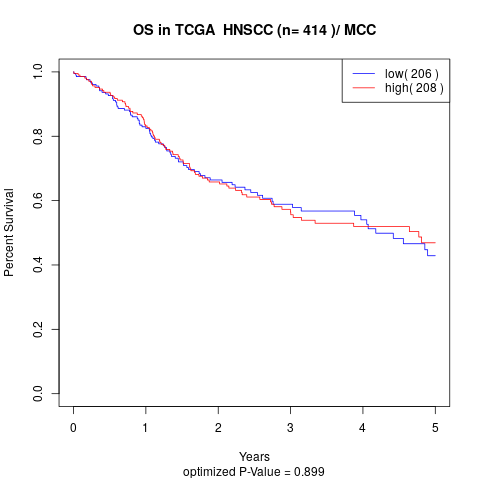 OS in TCGA  HNSCC (n= 414 )/ MCC
low( 206 )
high( 208 )
Percent Survival
1.0
0.8
0.6
0.4
0.2
0.0
0 1 2 3 4 5
Years
optimized P-Value = 0.899